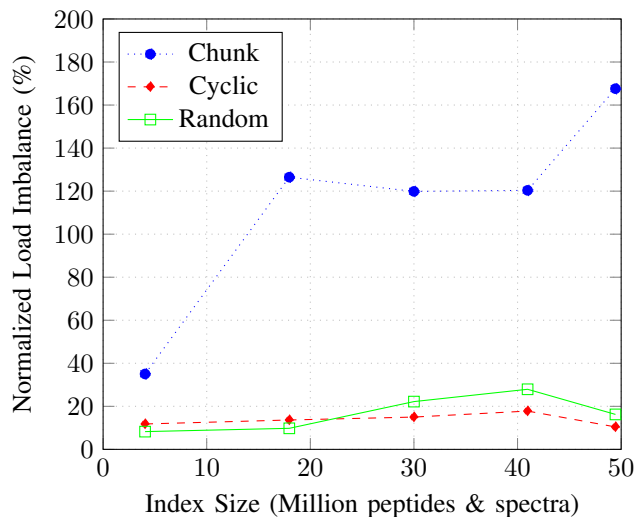 200
180
160
140
120
100
80
60
40
20
0
Normalized Load Imbalance (%)
Chunk
Cyclic
Random
0 10 20 30 40 50
Index Size (Million peptides & spectra)